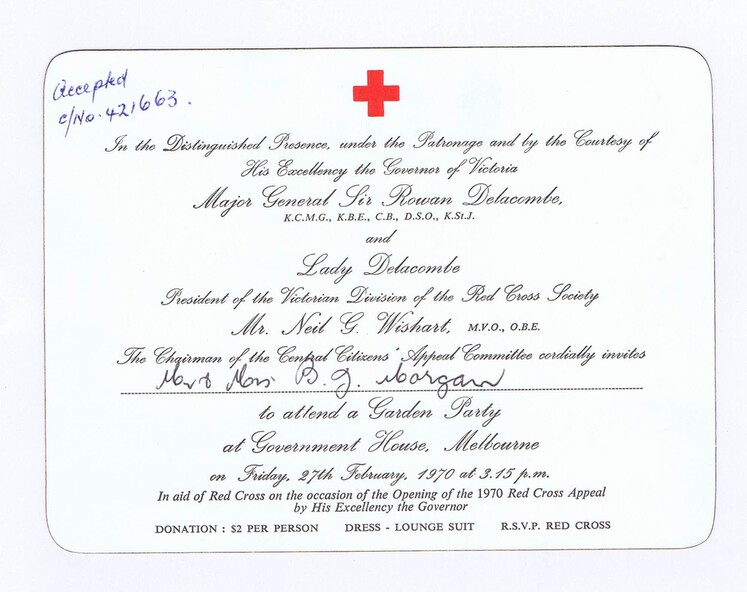 Accepted
c/No. 421663.
In the Distinguished Presence, under the Patronage and by the Courtesy of
His Excellency the Governor of Victoria
Major General Sir Rowan Delacombe,
K.C.M.G., K.B.E., C.B., D.S.O., K.St.J.
and
Lady Delacombe
President of the Victorian Division of the Red Cross Society
Mr. Neil G. Wishart, M.V.O., O.B.E.
The Chairman of the Central Citizens' Appeal Committee cordially invites
Mr & Mrs B. J. Morgan
to attend a Garden Party
at Government House, Melbourne
on Friday, 27th February, 1970 at 3.15 p.m.
In aid of Red Cross on the occasion of the Opening of the 1970 Red Cross Appeal
by His Excellency the Governor
DONATION : $2 PER PERSON DRESS - LOUNGE SUIT R.S.V.P. RED CROSS